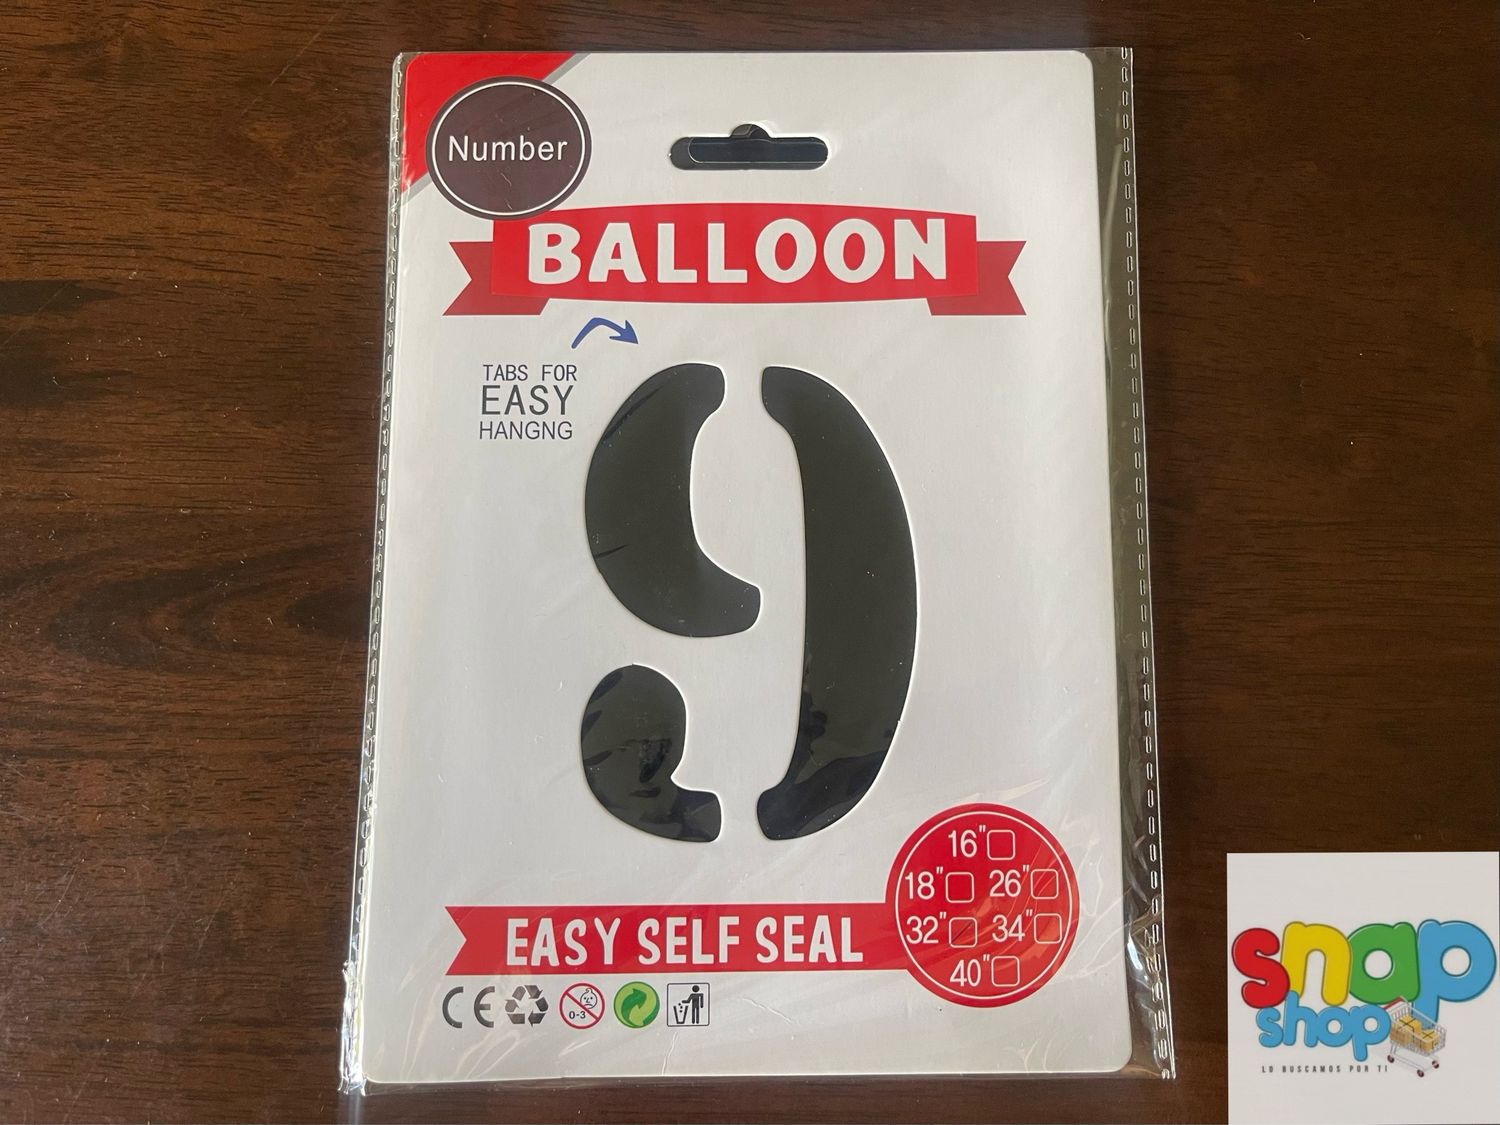 Number
BALLOON
TABS FOR
EASY
HANGNG
9
16"
18" 26"
32" 34"
40"
EASY SELF SEAL
CE 0-3
snap
shop
LO BUSCAMOS POR TI